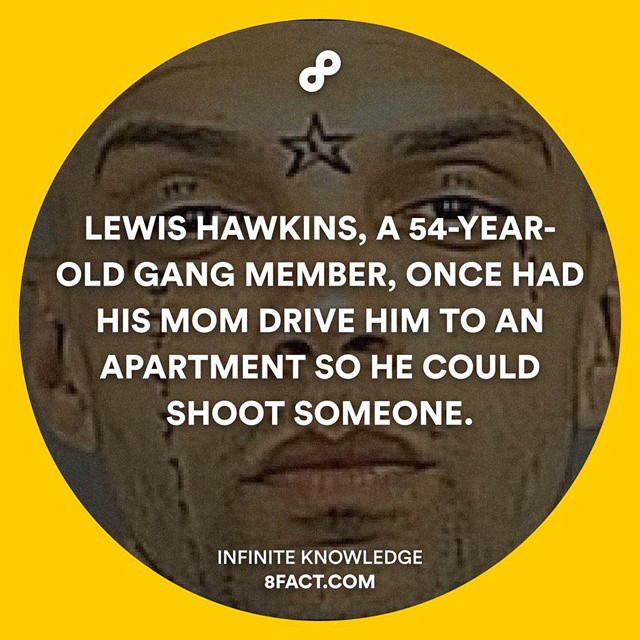 LEWIS HAWKINS, A 54-YEAR-
OLD GANG MEMBER, ONCE HAD
HIS MOM DRIVE HIM TO AN
APARTMENT SO HE COULD
SHOOT SOMEONE.
INFINITE KNOWLEDGE
8FACT.COM